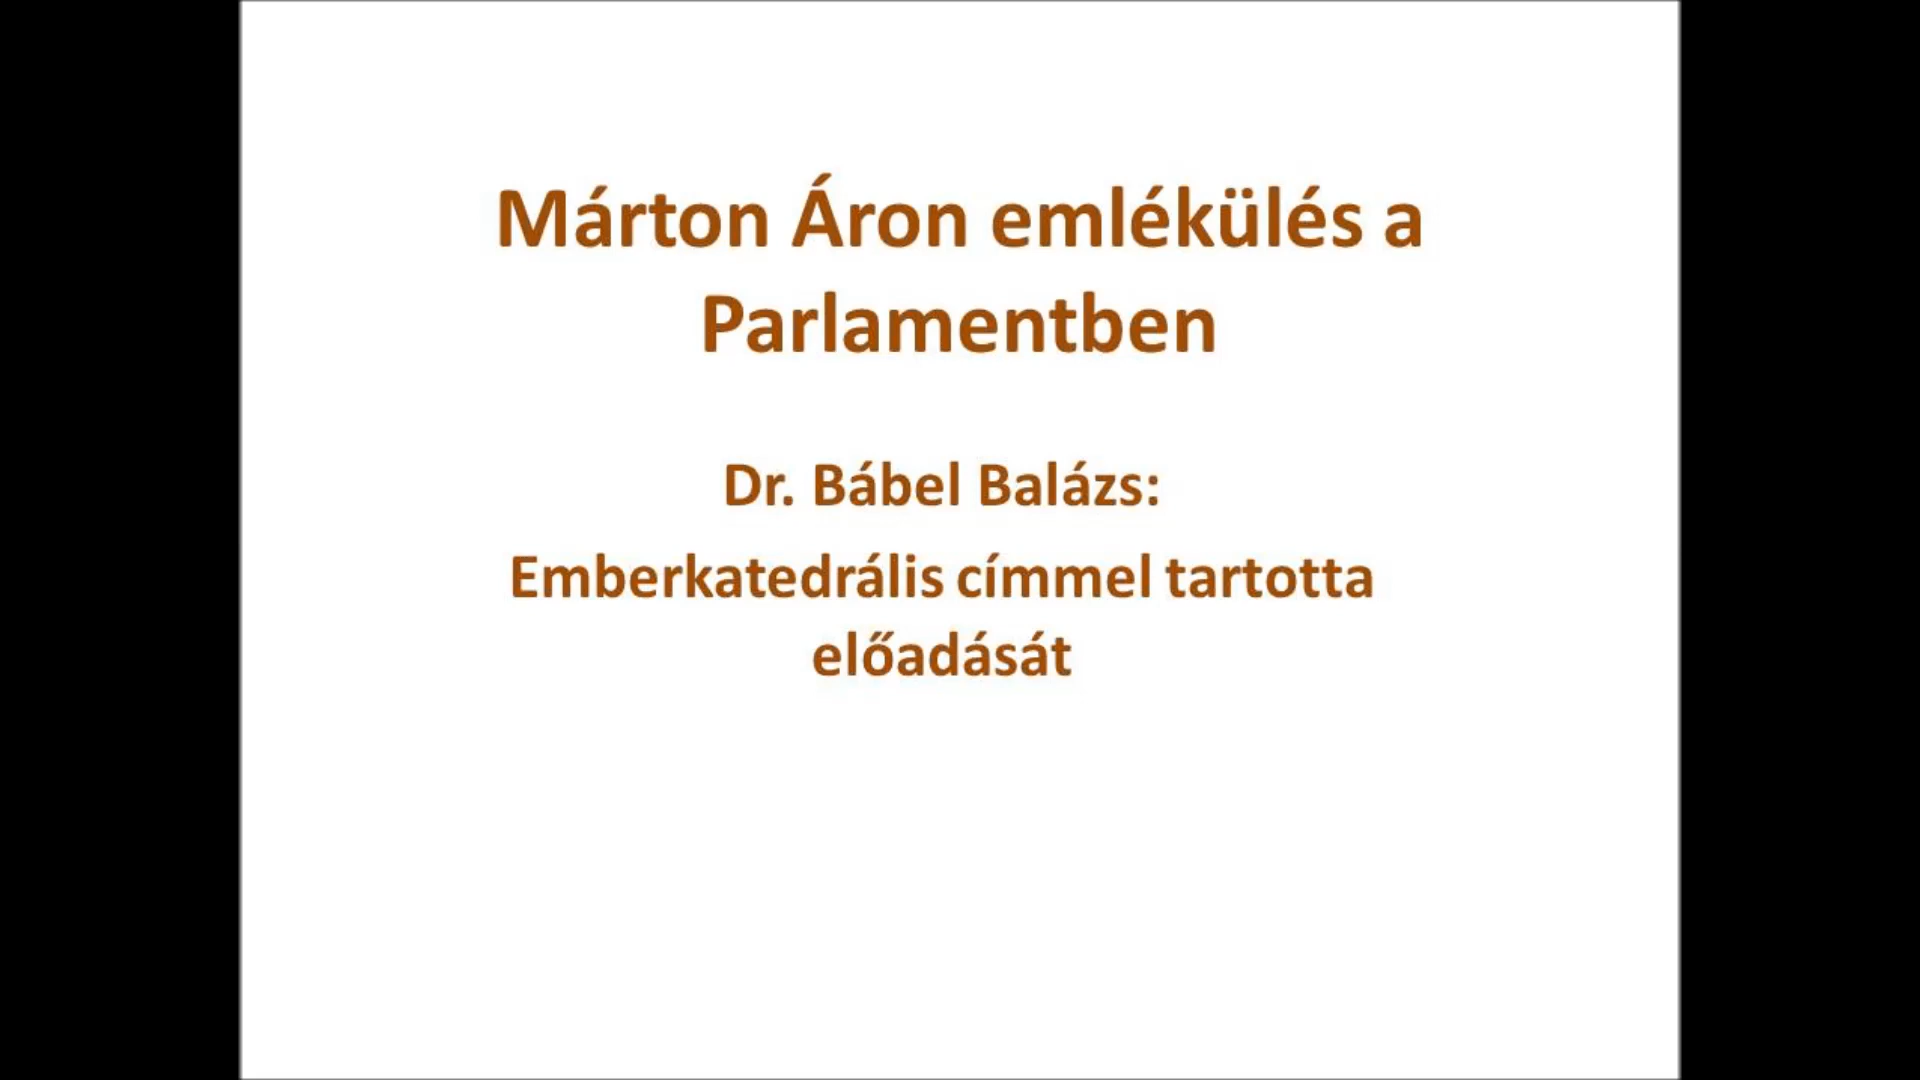 Márton Áron emlékülés a
Parlamentben
Dr. Bábel Balázs:
Emberkatedrális címmel tartotta
előadását